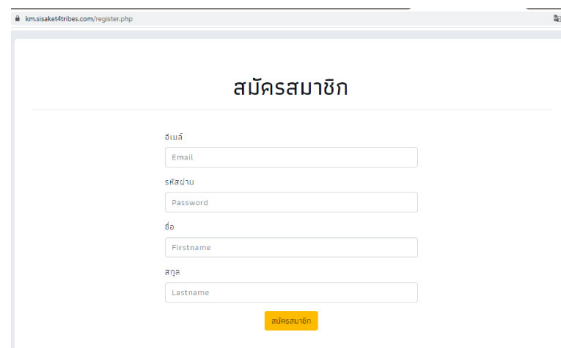 km.sisaket4tribes.com/register.php
สมัครสมาชิก
อีเมล์
Email
รหัสผ่าน
Password
ชื่อ
Firstname
สกุล
Lastname
สมัครสมาชิก